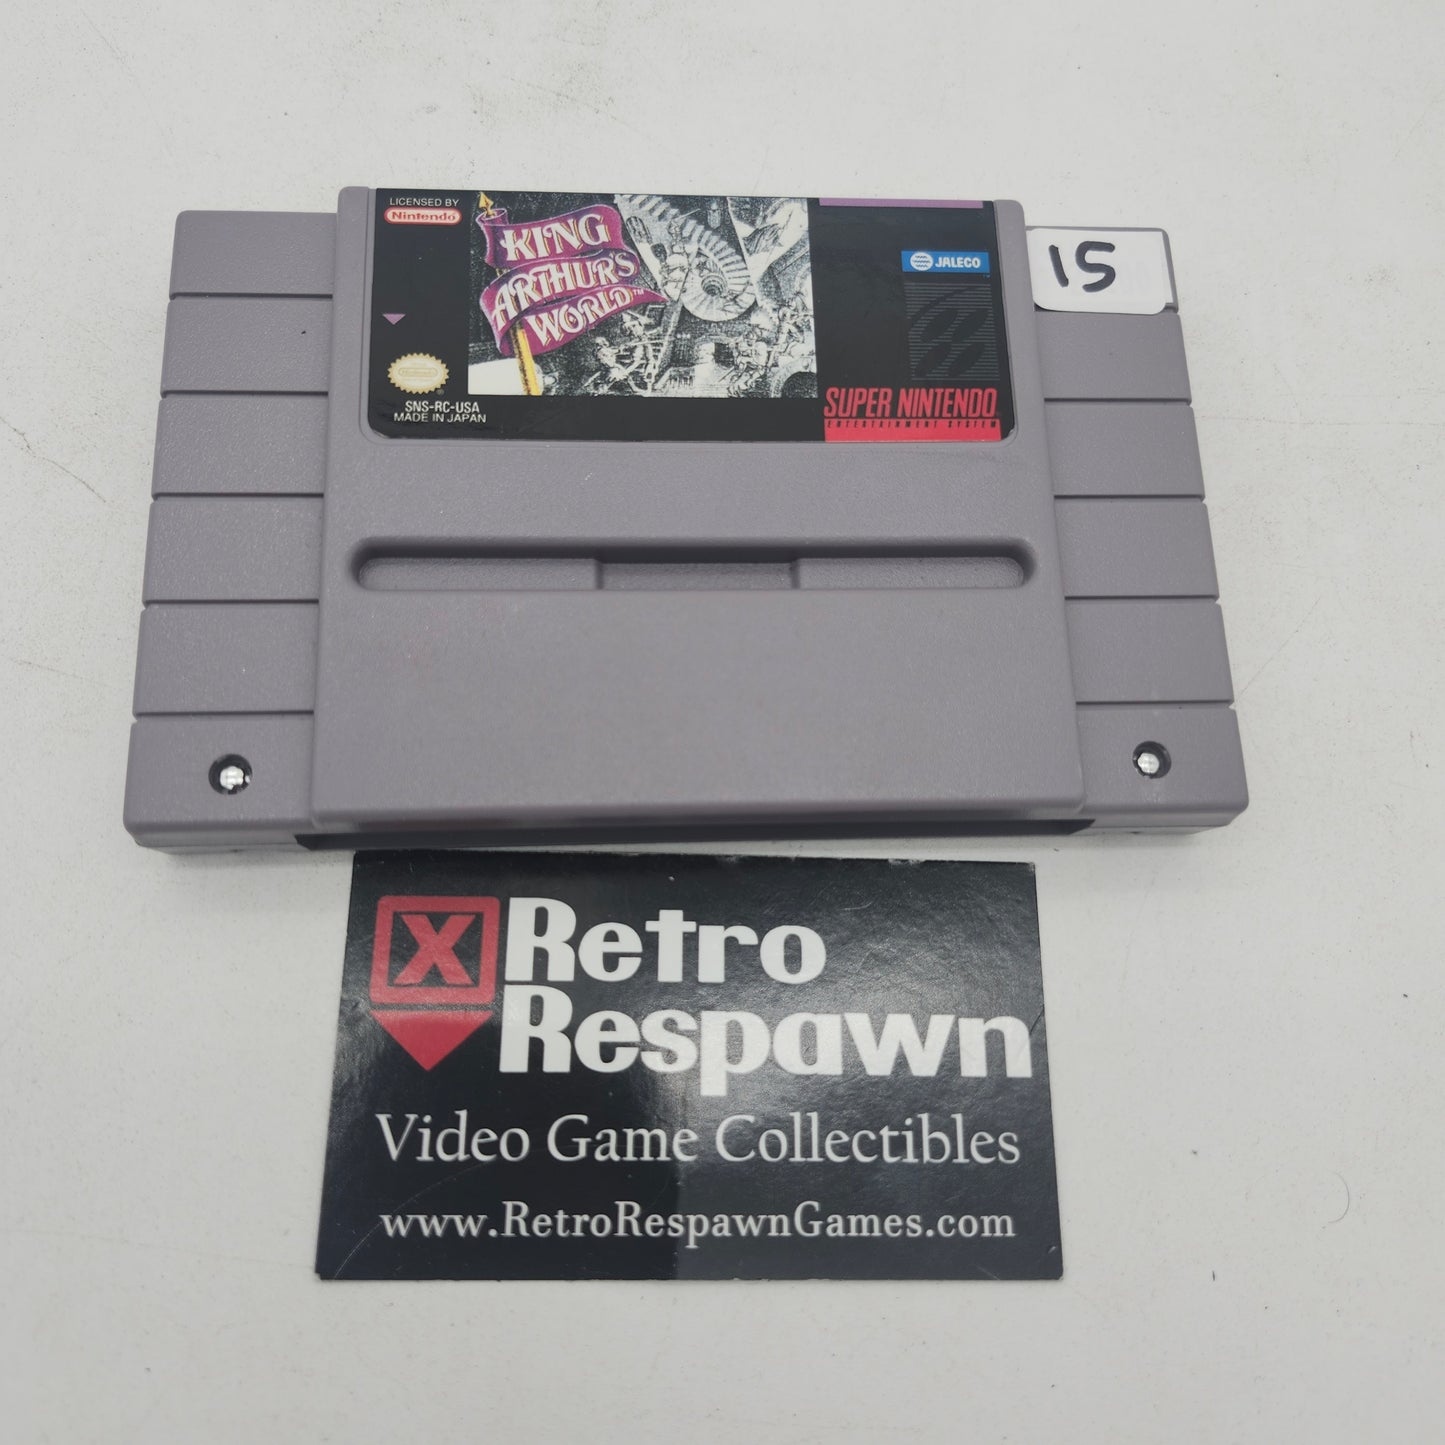 LICENSED BY
Nintendo
KING
ARTHUR'S
WORLD™
JALECO
SNS-RC-USA
MADE IN JAPAN
SUPER NINTENDO
ENTERTAINMENT SYSTEM
15
X Retro
Respawn
Video Game Collectibles
www.RetroRespawnGames.com